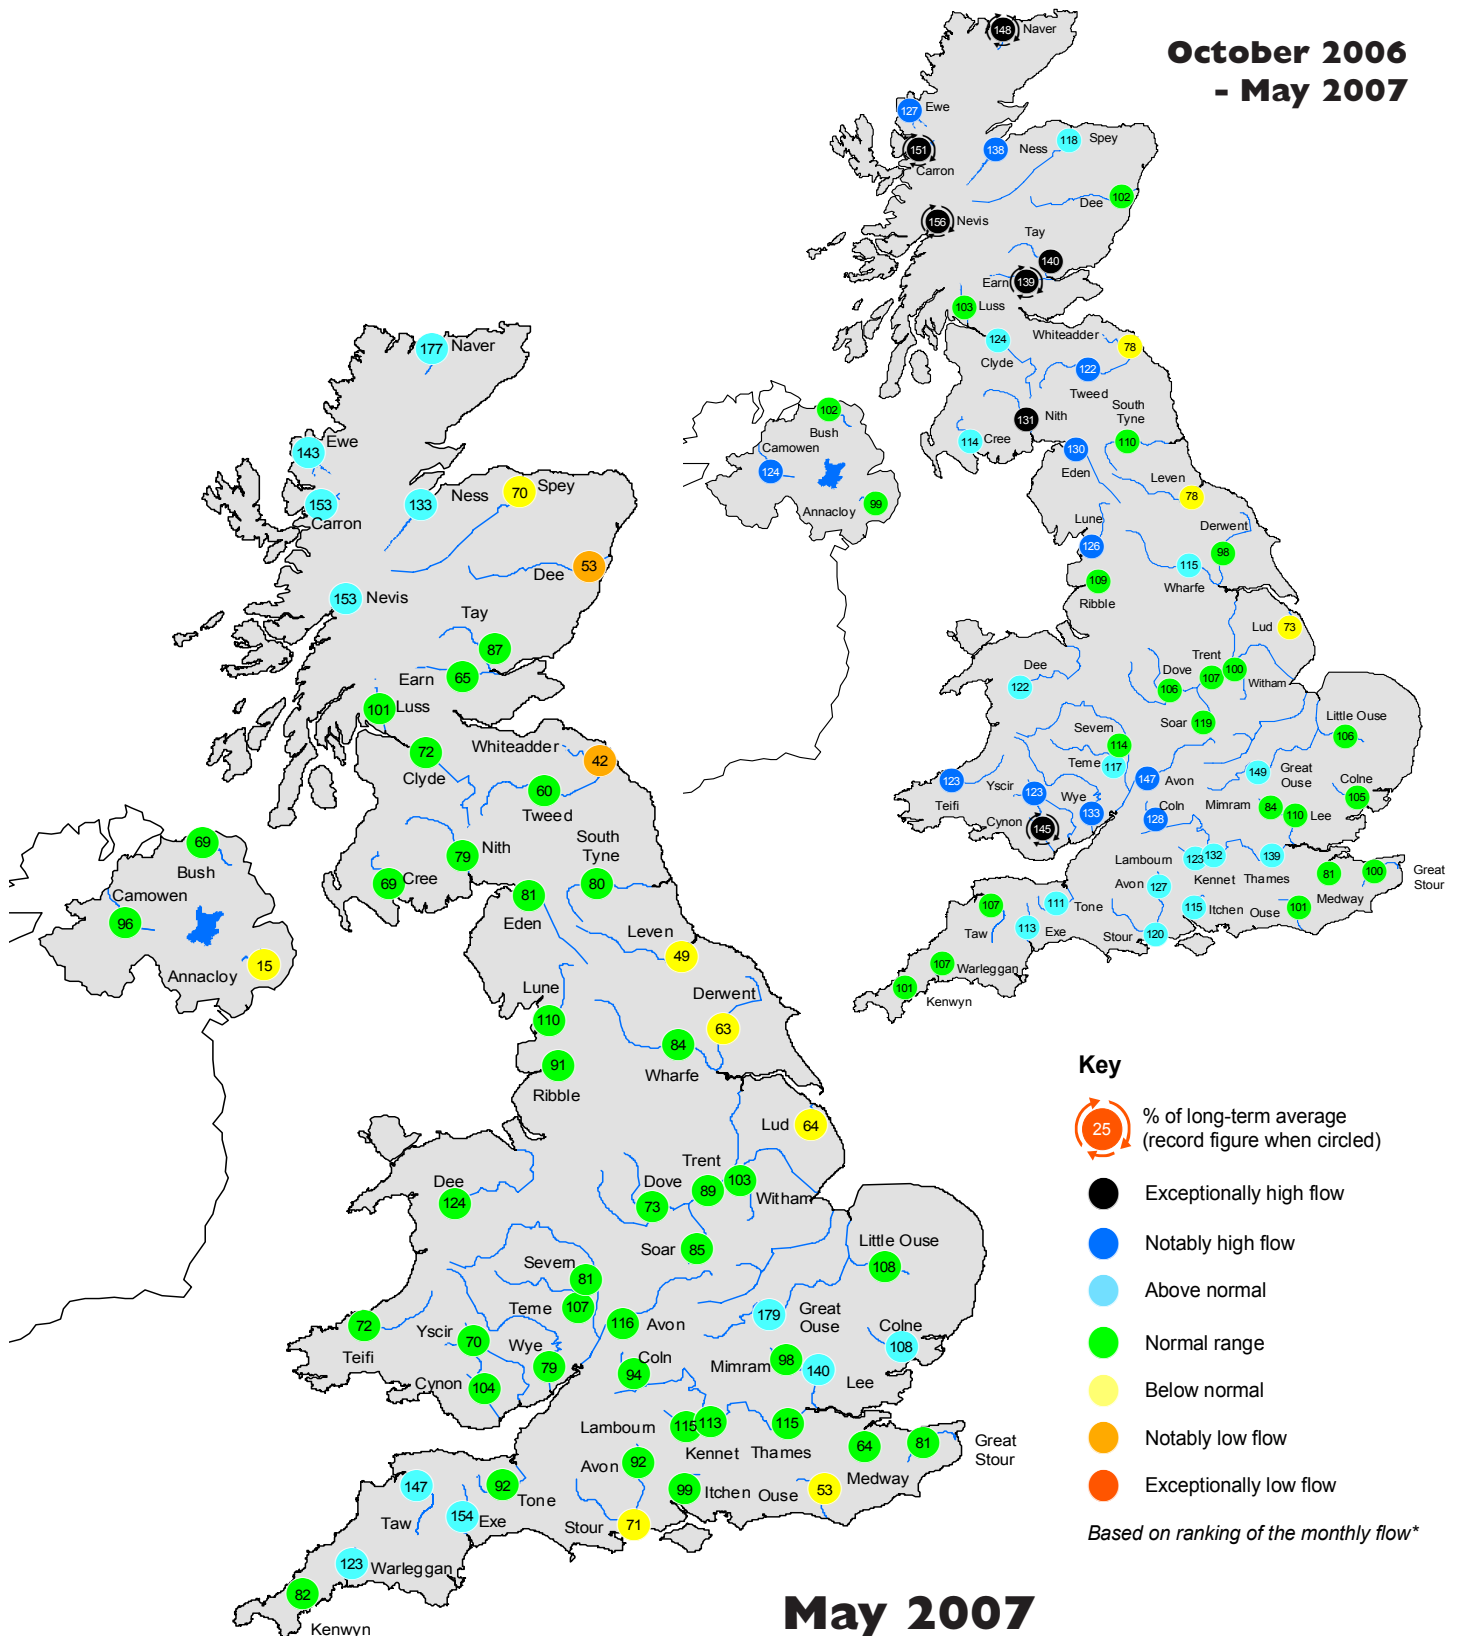 October 2006
- May 2007
148 Naver
127 Ewe
151
Carron
138 Ness
118 Spey
102
Dee
156 Nevis
Tay
140
Earn 139
103 Luss
124
Clyde
Whiteadder
78
122
Tweed
131 Nith
114 Cree
South
Tyne
110
130
Eden
102
Bush
Camowen
124
Annacloy
99
Leven
78
Lune
126
Derwent
98
115
Wharfe
109
Ribble
Lud 73
Dee
122
Trent
Dove
106
107
100
Witham
Soar 119
Little Ouse
106
Severn
114
Teme 117
123
Teifi
Yscir
123
Wye
133
Cynon 145
147 Avon
Coln
128
149 Great
Ouse
Colne
105
Mimram 84
110 Lee
Lambourn
123 132
Kennet
139
Thames
81
Medway
100
Great
Stour
Avon 127
115 Itchen
Ouse 101
107
Taw
111 Tone
113 Exe
Stour 120
107 Warleggan
101
Kenwyn
177 Naver
143 Ewe
153
Carron
133 Ness
70 Spey
Dee 53
153 Nevis
Tay
87
Earn 65
101 Luss
72
Clyde
Whiteadder
42
60
Tweed
79 Nith
69 Cree
South
Tyne
80
81
Eden
69
Bush
Camowen
96
Annacloy 15
Leven
49
Lune
110
Derwent
63
84
Wharfe
91
Ribble
Lud 64
Dee
124
Trent
Dove
73
89
103
Witham
Soar 85
Little Ouse
108
Severn
81
Teme 107
72
Teifi
Yscir 70
Wye
79
Cynon 104
116 Avon
Coln
94
179 Great
Ouse
Colne
108
Mimram 98
140 Lee
Lambourn 115 113
Kennet
115
Thames
64
Medway
81
Great
Stour
Avon 92
99 Itchen
Ouse 53
147
Taw
92 Tone
154 Exe
Stour 71
123 Warleggan
82
Kenwyn
Key
25 % of long-term average
(record figure when circled)
Exceptionally high flow
Notably high flow
Above normal
Normal range
Below normal
Notably low flow
Exceptionally low flow
Based on ranking of the monthly flow*
May 2007